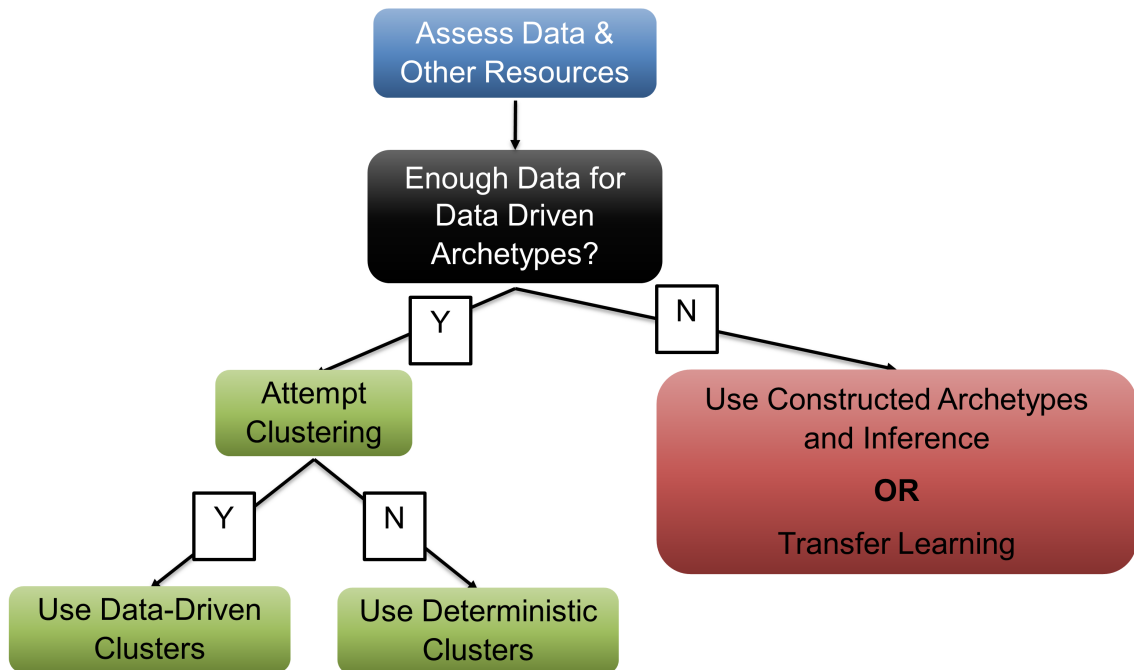 Assess Data &
Other Resources
Enough Data for
Data Driven
Archetypes?
Y
N
Attempt
Clustering
Use Constructed Archetypes
and Inference
OR
Transfer Learning
Y
N
Use Data-Driven
Clusters
Use Deterministic
Clusters